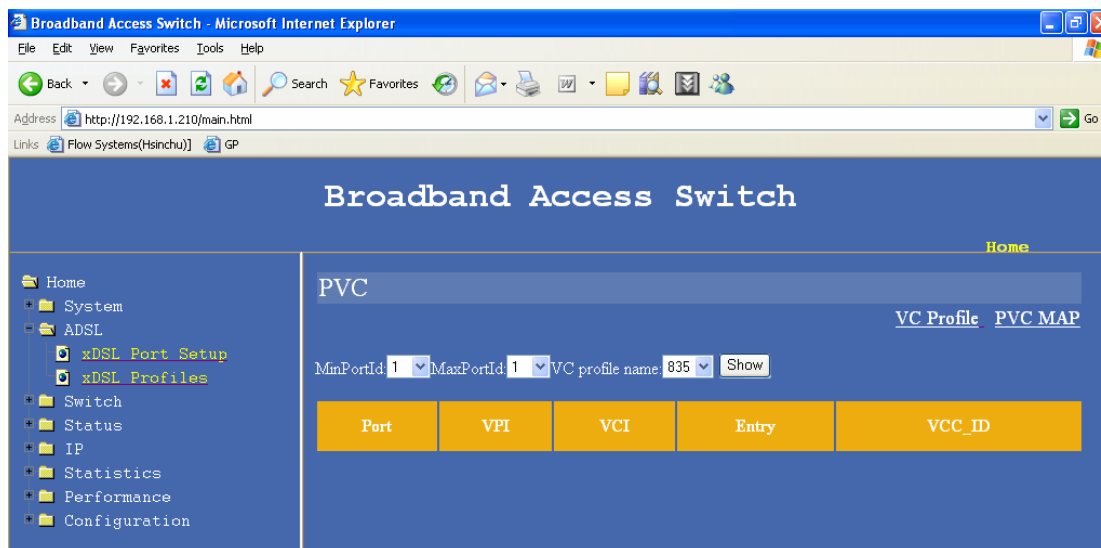 Broadband Access Switch - Microsoft Internet Explorer
File Edit View Favorites Tools Help
Back Search Favorites
Address http://192.168.1.210/main.html Go
Links Flow Systems(Hsinchu)] GP
Broadband Access Switch
Home
Home
System
ADSL
xDSL Port Setup
xDSL Profiles
Switch
Status
IP
Statistics
Performance
Configuration
PVC
VC Profile PVC MAP
MinPortId: 1 MaxPortId: 1 VC profile name: 835 Show
Port VPI VCI Entry VCC_ID